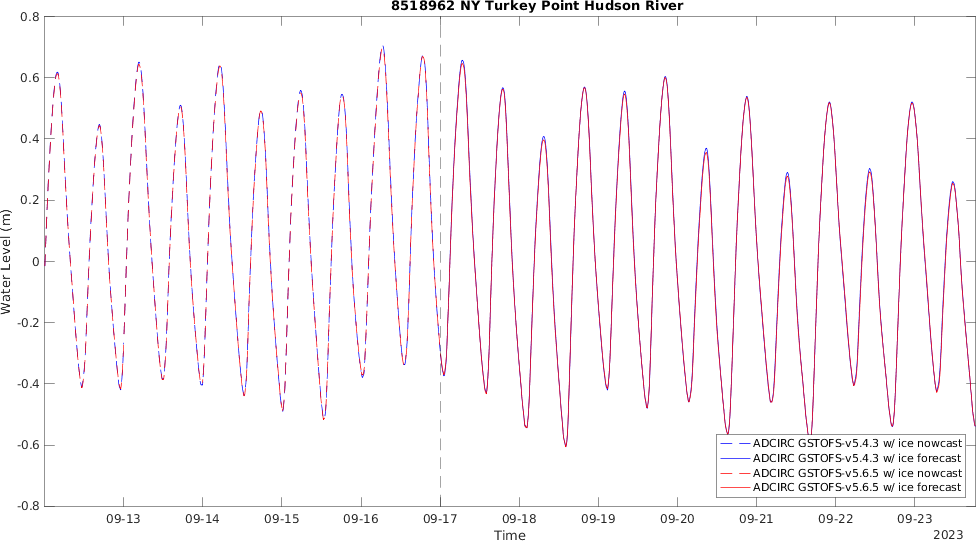 8518962 NY Turkey Point Hudson River
Water Level (m)
0.8
0.6
0.4
0.2
0
-0.2
-0.4
-0.6
-0.8
ADCIRC GSTOFS-v5.4.3 w/ ice nowcast
ADCIRC GSTOFS-v5.4.3 w/ ice forecast
ADCIRC GSTOFS-v5.6.5 w/ ice nowcast
ADCIRC GSTOFS-v5.6.5 w/ ice forecast
09-13 09-14 09-15 09-16 09-17 09-18 09-19 09-20 09-21 09-22 09-23
Time
2023